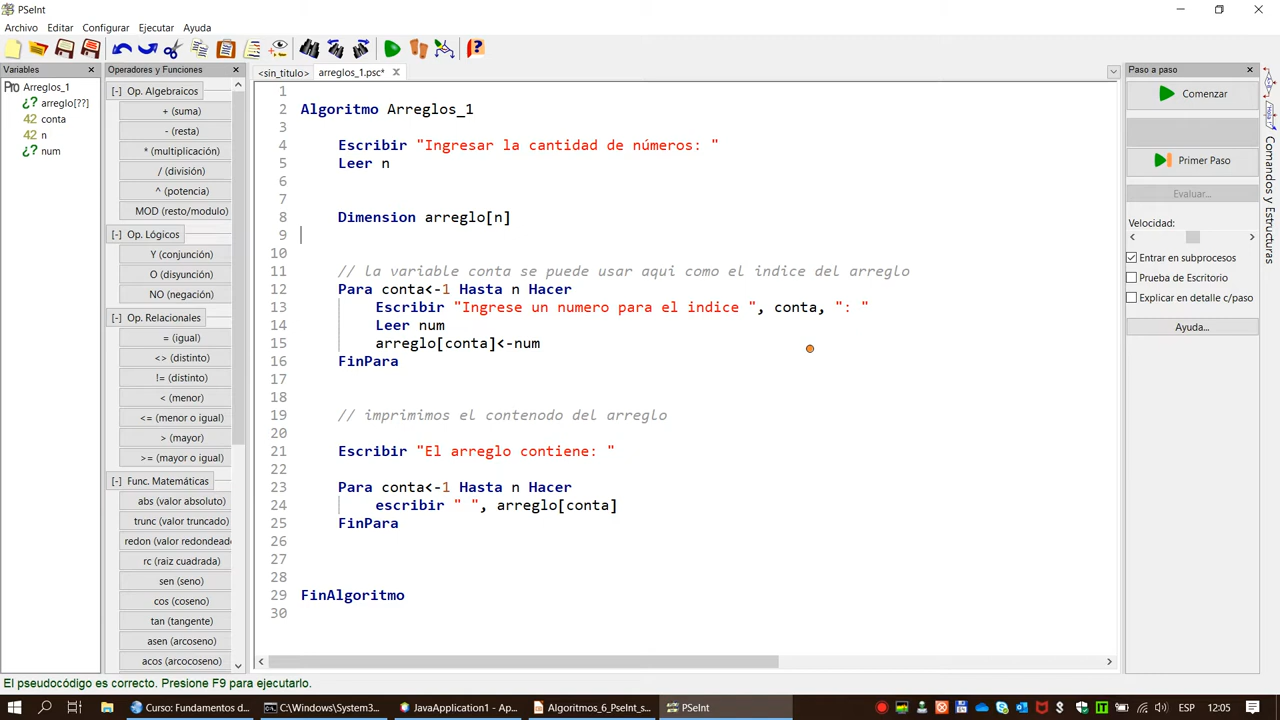 PSeInt
Archivo Editar Configurar Ejecutar Ayuda
Variables
Operadores y Funciones
<sin_titulo> arreglos_1.psc*
Paso a paso
Arreglos_1
¿? arreglo[??]
42 conta
42 n
¿? num
[-] Op. Algebraicos
+ (suma)
- (resta)
* (multiplicación)
/ (división)
^ (potencia)
MOD (resto/modulo)
[-] Op. Lógicos
Y (conjunción)
O (disyunción)
NO (negación)
[-] Op. Relacionales
= (igual)
<> (distinto)
!= (distinto)
< (menor)
<= (menor o igual)
> (mayor)
>= (mayor o igual)
[-] Func. Matemáticas
abs (valor absoluto)
trunc (valor truncado)
redon (valor redondead
rc (raiz cuadrada)
sen (seno)
cos (coseno)
tan (tangente)
asen (arcoseno)
acos (arcocoseno)
1
2 Algoritmo Arreglos_1
3
4 Escribir "Ingresar la cantidad de números: "
5 Leer n
6
7
8 Dimension arreglo[n]
9
10
11 // la variable conta se puede usar aqui como el indice del arreglo
12 Para conta<-1 Hasta n Hacer
13 Escribir "Ingrese un numero para el indice ", conta, ": "
14 Leer num
15 arreglo[conta]<-num
16 FinPara
17
18
19 // imprimimos el contenodo del arreglo
20
21 Escribir "El arreglo contiene: "
22
23 Para conta<-1 Hasta n Hacer
24 escribir " ", arreglo[conta]
25 FinPara
26
27
28
29 FinAlgoritmo
30
Comenzar
Primer Paso
Evaluar...
Velocidad:
Entrar en subprocesos
Prueba de Escritorio
Explicar en detalle c/paso
Ayuda...
Comandos y Estructuras
El pseudocódigo es correcto. Presione F9 para ejecutarlo.
Curso: Fundamentos d... C:\Windows\System3... JavaApplication1 - Ap... Algoritmos_6_PseInt_s... PSeInt ESP 12:05